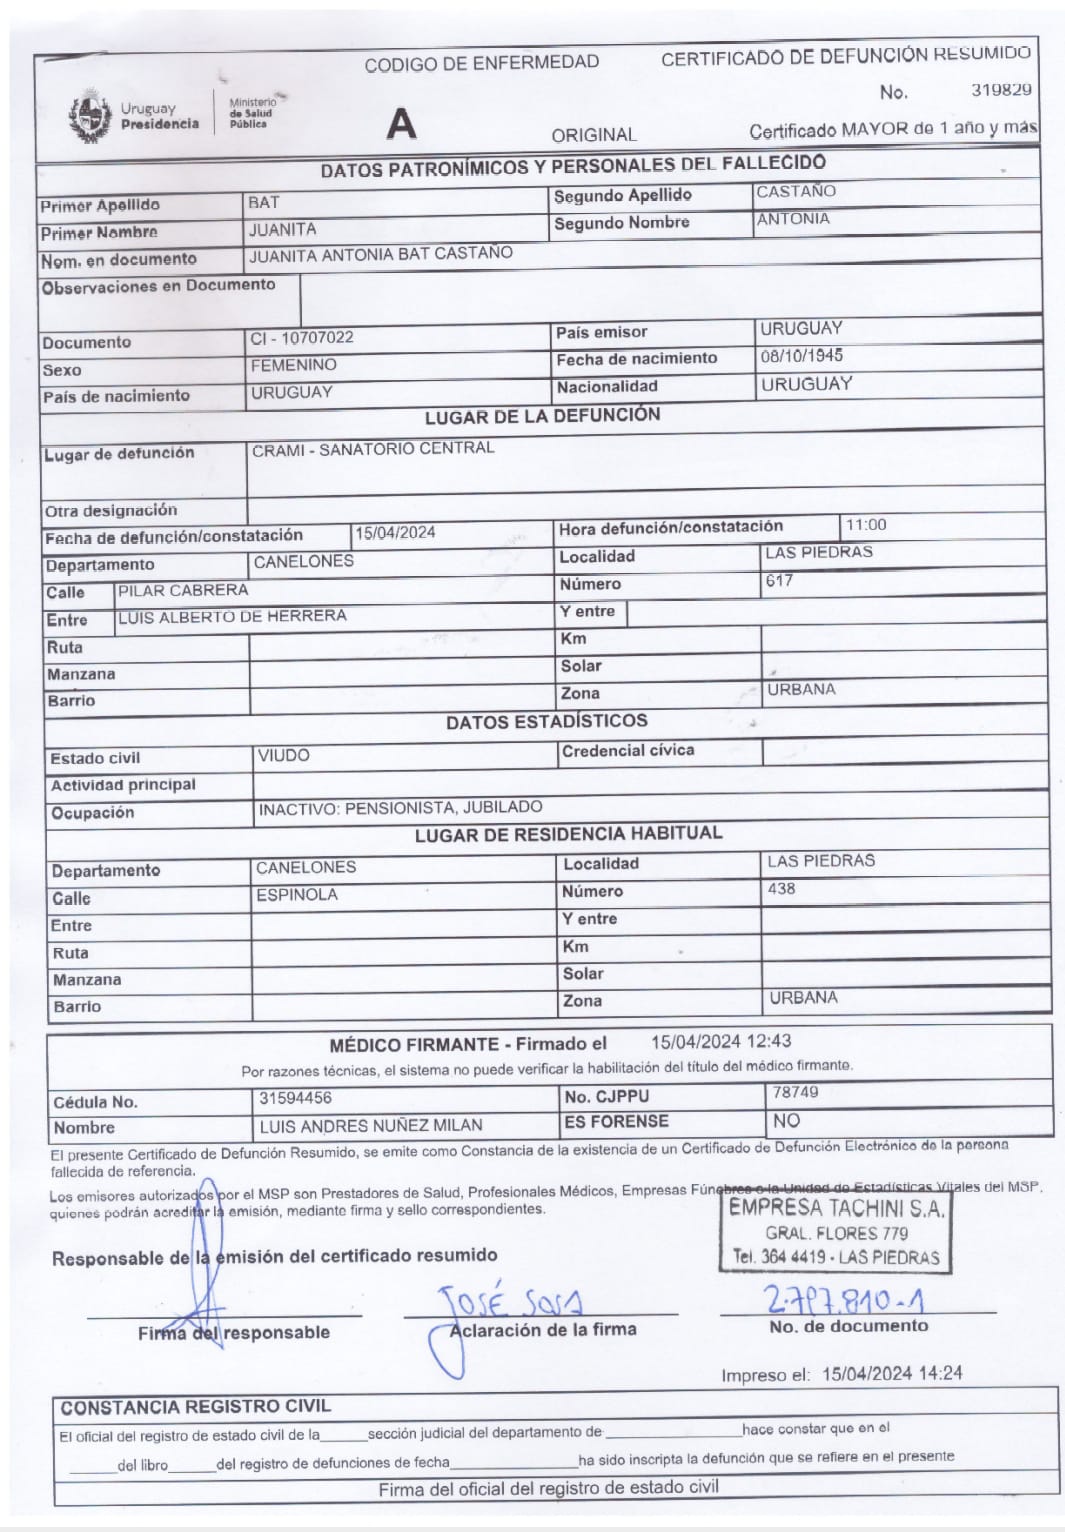 CODIGO DE ENFERMEDAD
CERTIFICADO DE DEFUNCIÓN RESUMIDO
No. 319829
Uruguay
Presidencia
Ministerio
de Salud
Pública
A
ORIGINAL
Certificado MAYOR de 1 año y más
DATOS PATRONÍMICOS Y PERSONALES DEL FALLECIDO
Primer Apellido BAT Segundo Apellido CASTAÑO
Primer Nombre JUANITA Segundo Nombre ANTONIA
Nom. en documento JUANITA ANTONIA BAT CASTAÑO
Observaciones en Documento
Documento CI - 10707022 País emisor URUGUAY
Sexo FEMENINO Fecha de nacimiento 08/10/1945
País de nacimiento URUGUAY Nacionalidad URUGUAY
LUGAR DE LA DEFUNCIÓN
Lugar de defunción CRAMI - SANATORIO CENTRAL
Otra designación
Fecha de defunción/constatación 15/04/2024 Hora defunción/constatación 11:00
Departamento CANELONES Localidad LAS PIEDRAS
Calle PILAR CABRERA Número 617
Entre LUIS ALBERTO DE HERRERA Y entre
Ruta Km
Manzana Solar
Barrio Zona URBANA
DATOS ESTADÍSTICOS
Estado civil VIUDO Credencial cívica
Actividad principal
Ocupación INACTIVO: PENSIONISTA, JUBILADO
LUGAR DE RESIDENCIA HABITUAL
Departamento CANELONES Localidad LAS PIEDRAS
Calle ESPINOLA Número 438
Entre Y entre
Ruta Km
Manzana Solar
Barrio Zona URBANA
MÉDICO FIRMANTE - Firmado el 15/04/2024 12:43
Por razones técnicas, el sistema no puede verificar la habilitación del título del médico firmante.
Cédula No. 31594456 No. CJPPU 78749
Nombre LUIS ANDRES NUÑEZ MILAN ES FORENSE NO
El presente Certificado de Defunción Resumido, se emite como Constancia de la existencia de un Certificado de Defunción Electrónico de la persona
fallecida de referencia.
Los emisores autorizados por el MSP son Prestadores de Salud, Profesionales Médicos, Empresas Fúnebres o la Unidad de Estadísticas Vitales del MSP,
quienes podrán acreditar la emisión, mediante firma y sello correspondientes.
EMPRESA TACHINI S.A.
GRAL. FLORES 779
Tel. 364 4419 - LAS PIEDRAS
Responsable de la emisión del certificado resumido
JOSÉ SOSA 2.797.810-1
Firma del responsable Aclaración de la firma No. de documento
Impreso el: 15/04/2024 14:24
CONSTANCIA REGISTRO CIVIL
El oficial del registro de estado civil de la______sección judicial del departamento de_________________hace constar que en el
______del libro______del registro de defunciones de fecha________________ha sido inscripta la defunción que se refiere en el presente
Firma del oficial del registro de estado civil